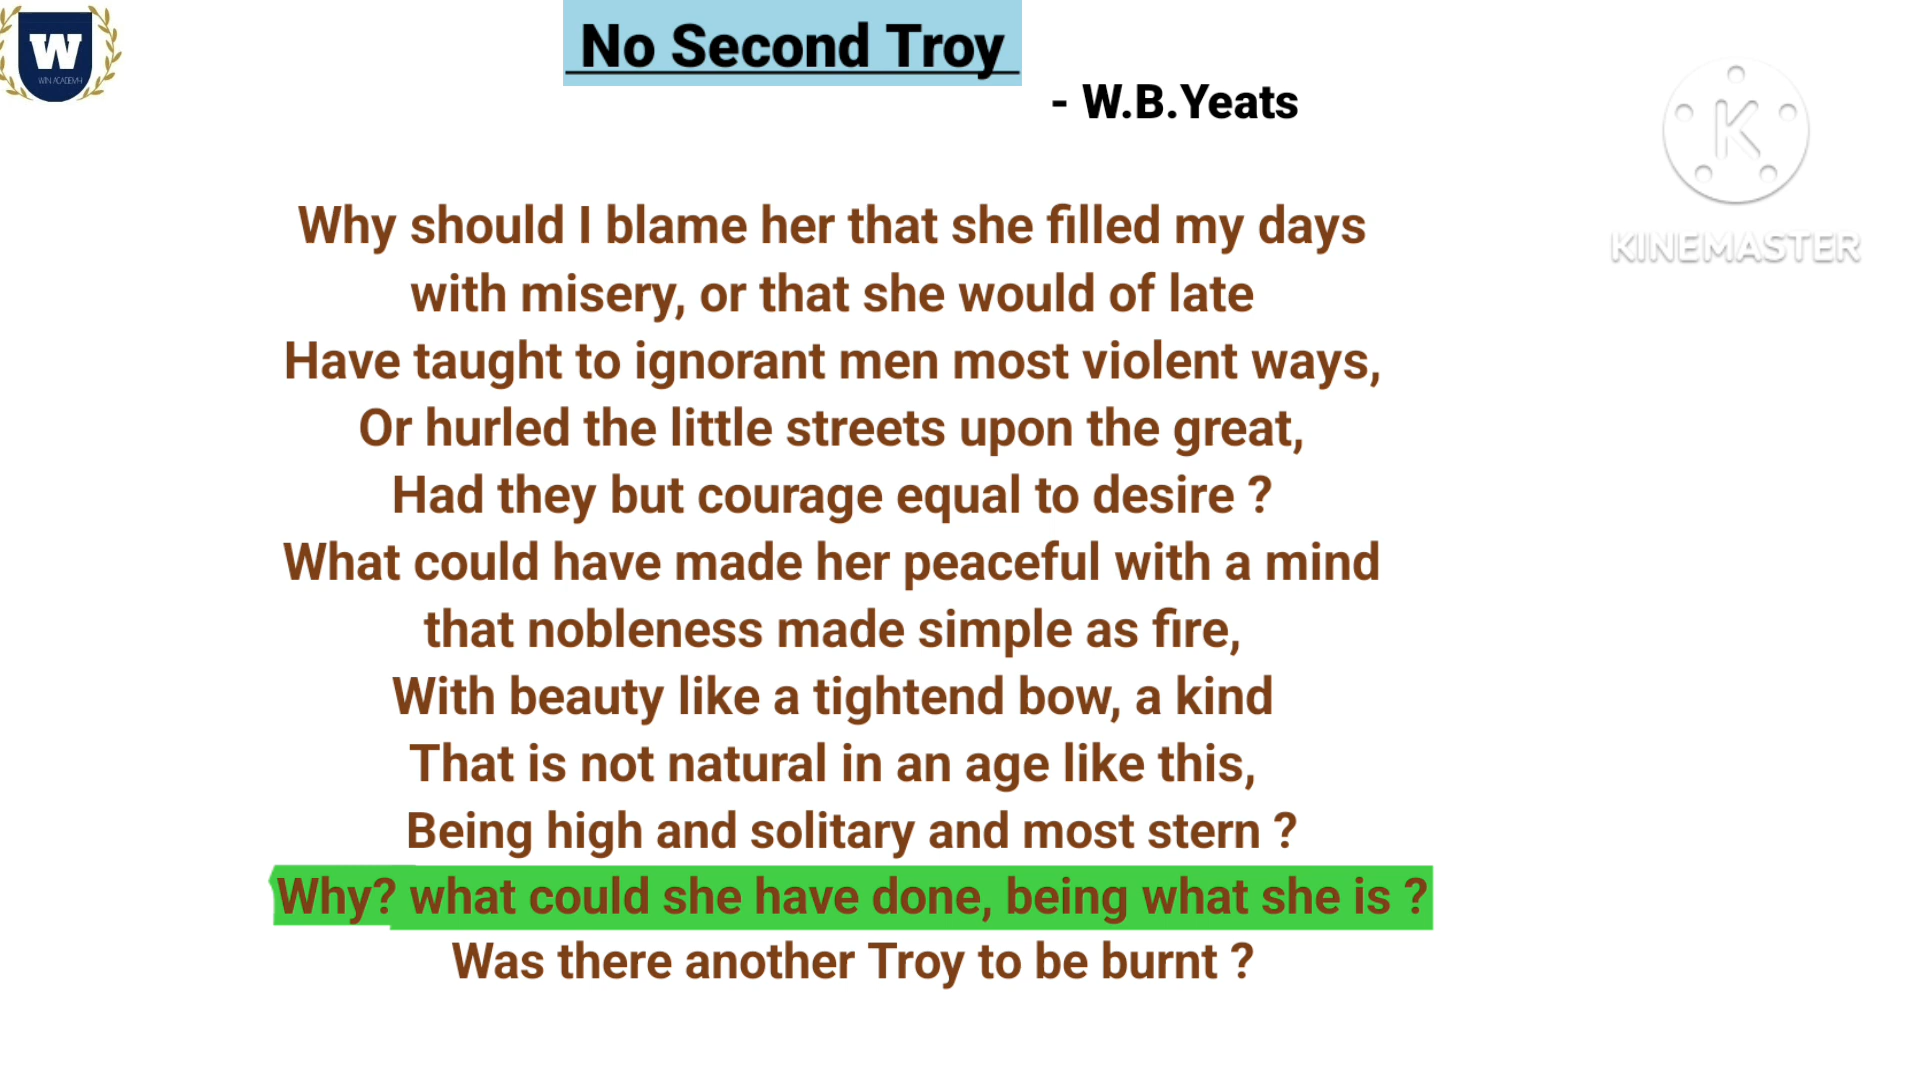 W
WIN ACADEMY
No Second Troy
- W.B.Yeats
K
KINEMASTER
Why should I blame her that she filled my days
with misery, or that she would of late
Have taught to ignorant men most violent ways,
Or hurled the little streets upon the great,
Had they but courage equal to desire ?
What could have made her peaceful with a mind
that nobleness made simple as fire,
With beauty like a tightend bow, a kind
That is not natural in an age like this,
Being high and solitary and most stern ?
Why? what could she have done, being what she is ?
Was there another Troy to be burnt ?